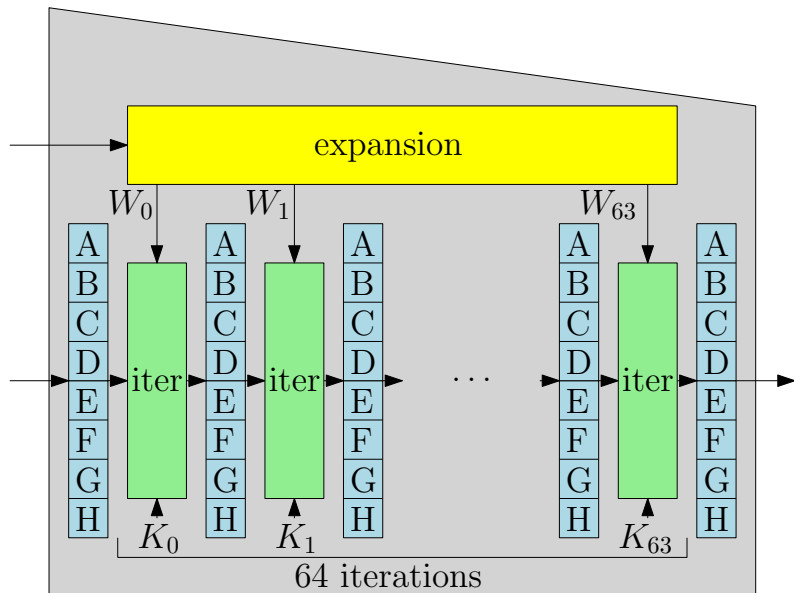 expansion
W0 W1 W63
A A A A A
B B B B B
C C C C C
D D D D D
iter iter ... iter
E E E E E
F F F F F
G G G G G
H H H H H
K0 K1 K63
64 iterations